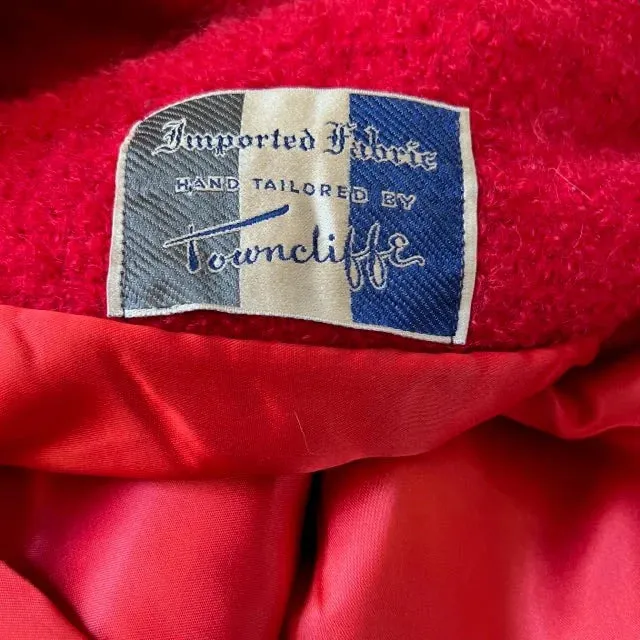 Imported Fabric
HAND TAILORED BY
Towncliffe